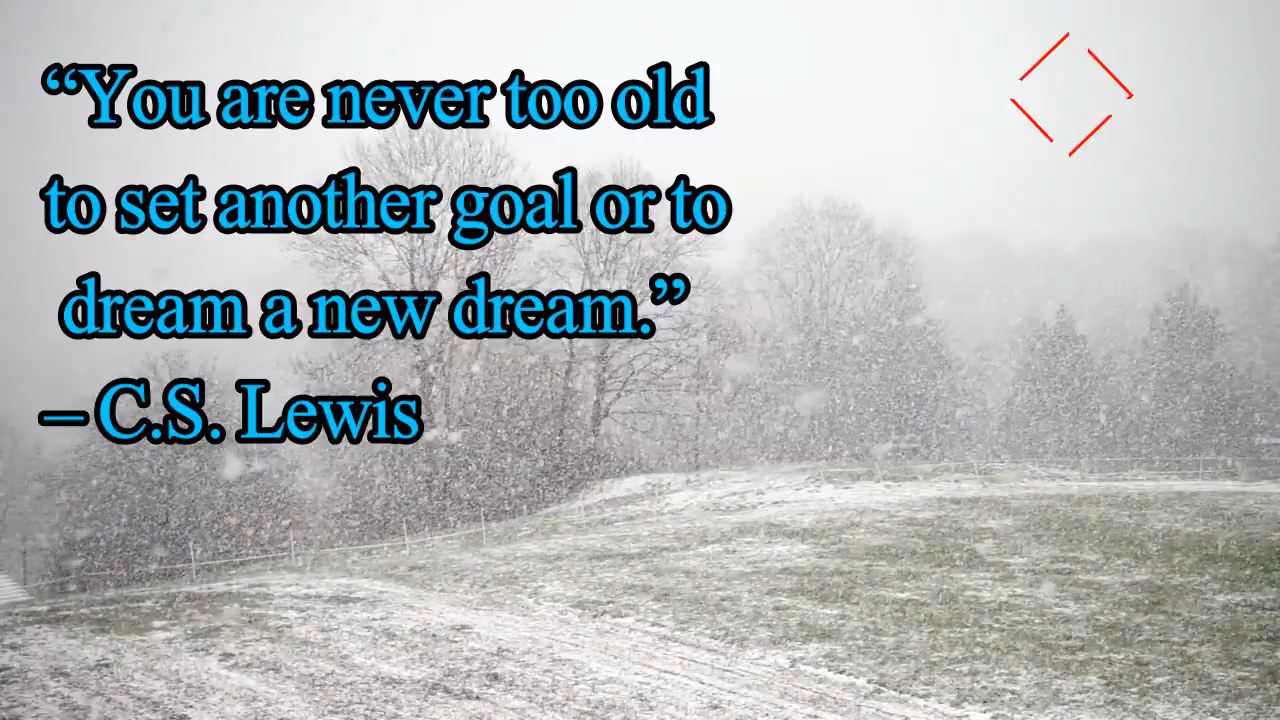 “You are never too old
to set another goal or to
dream a new dream.”
– C.S. Lewis